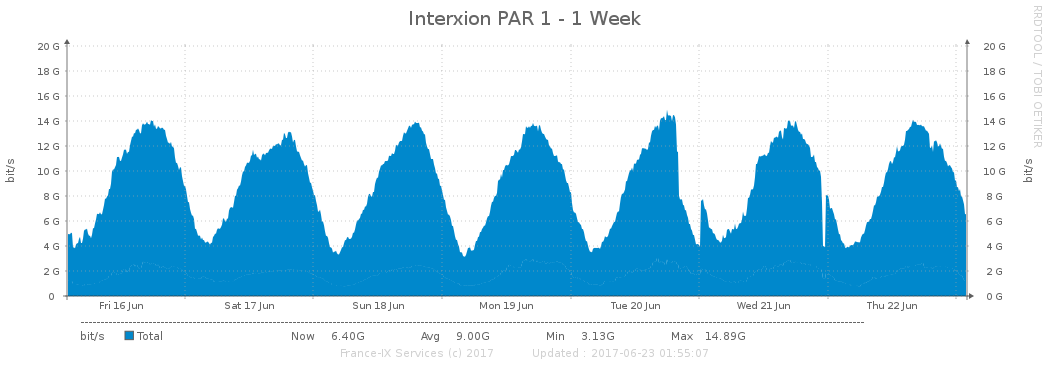 Interxion PAR 1 - 1 Week
RRDTOOL / TOBI OETIKER
bit/s
bit/s
20 G 20 G
18 G 18 G
16 G 16 G
14 G 14 G
12 G 12 G
10 G 10 G
8 G 8 G
6 G 6 G
4 G 4 G
2 G 2 G
0 0 G
Fri 16 Jun Sat 17 Jun Sun 18 Jun Mon 19 Jun Tue 20 Jun Wed 21 Jun Thu 22 Jun
bit/s Total Now 6.40G Avg 9.00G Min 3.13G Max 14.89G
France-IX Services (c) 2017 Updated : 2017-06-23 01:55:07